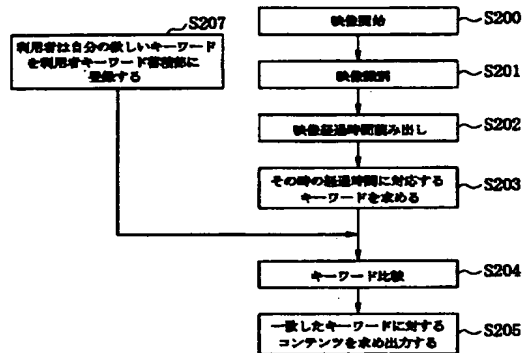 S207
利用者は自分の欲しいキーワード
を利用者キーワード蓄積部に
登録する
S200
映像開始
S201
映像識別
S202
映像経過時間読み出し
S203
その時の経過時間に対応する
キーワードを求める
S204
キーワード比較
S205
一致したキーワードに対する
コンテンツを求め出力する